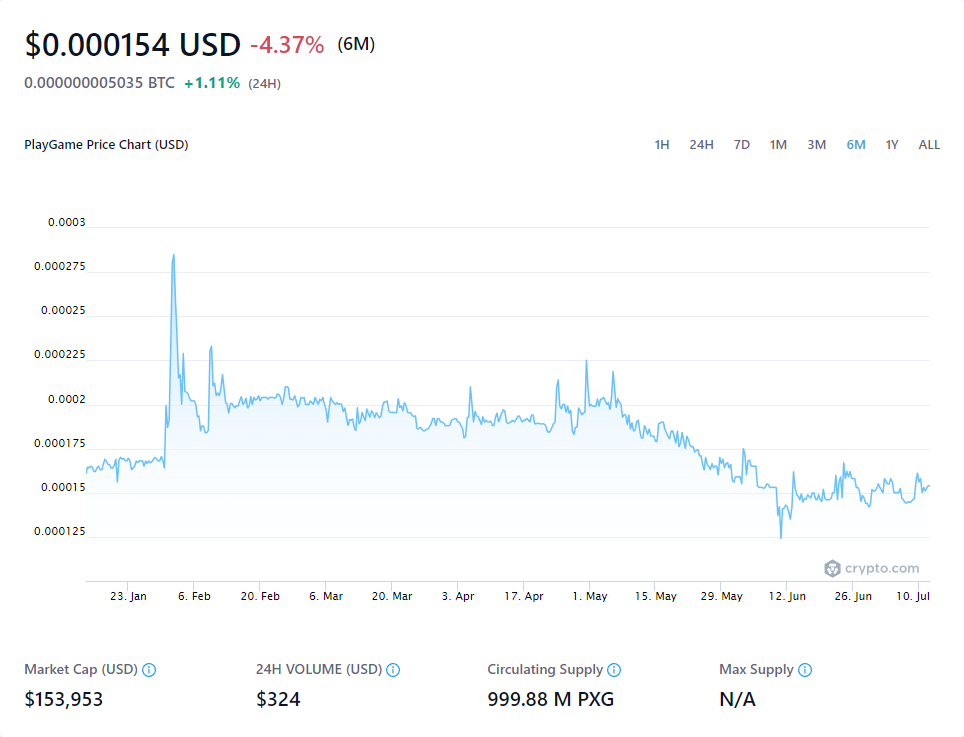 $0.000154 USD -4.37% (6M)
0.000000005035 BTC +1.11% (24H)
PlayGame Price Chart (USD) 1H 24H 7D 1M 3M 6M 1Y ALL
0.0003
0.000275
0.00025
0.000225
0.0002
0.000175
0.00015
0.000125
crypto.com
23. Jan 6. Feb 20. Feb 6. Mar 20. Mar 3. Apr 17. Apr 1. May 15. May 29. May 12. Jun 26. Jun 10. Jul
Market Cap (USD) 24H VOLUME (USD) Circulating Supply Max Supply
$153,953 $324 999.88 M PXG N/A